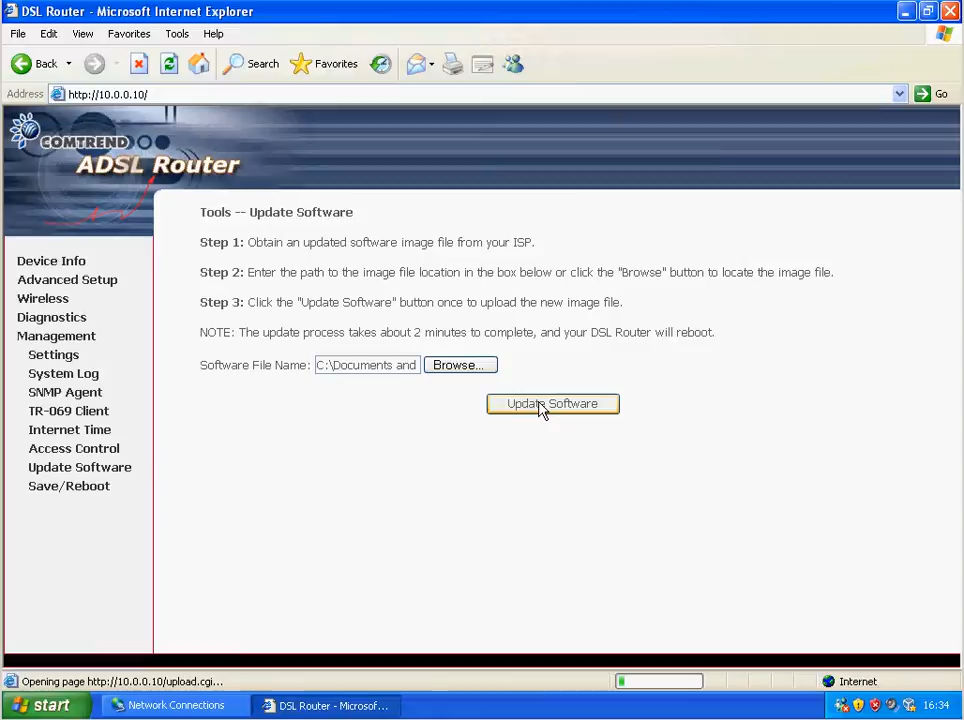 DSL Router - Microsoft Internet Explorer
File Edit View Favorites Tools Help
Back Search Favorites
Address http://10.0.0.10/ Go
COMTREND
ADSL Router
Device Info
Advanced Setup
Wireless
Diagnostics
Management
Settings
System Log
SNMP Agent
TR-069 Client
Internet Time
Access Control
Update Software
Save/Reboot
Tools -- Update Software
Step 1: Obtain an updated software image file from your ISP.
Step 2: Enter the path to the image file location in the box below or click the "Browse" button to locate the image file.
Step 3: Click the "Update Software" button once to upload the new image file.
NOTE: The update process takes about 2 minutes to complete, and your DSL Router will reboot.
Software File Name: C:\Documents and Browse...
Update Software
Opening page http://10.0.0.10/upload.cgi... Internet
start Network Connections DSL Router - Microsof... 16:34